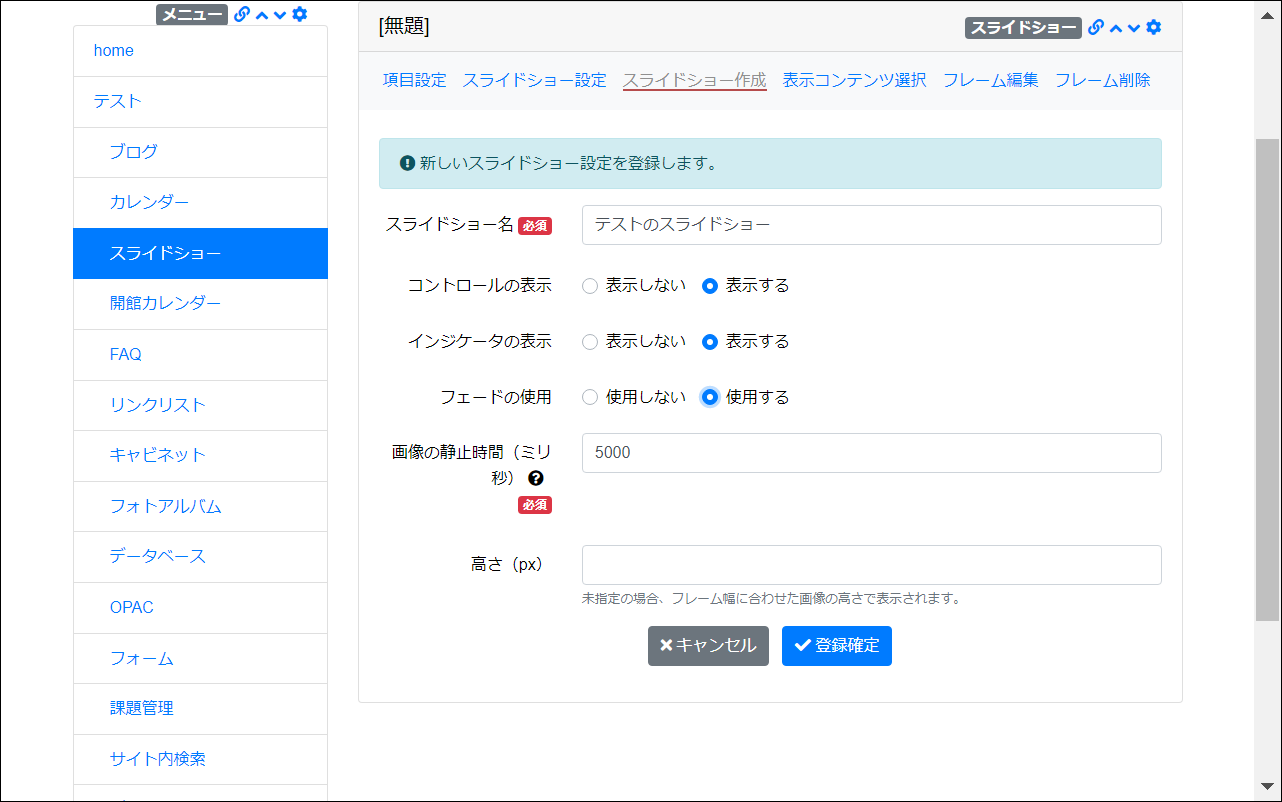 メニュー
home
テスト
ブログ
カレンダー
スライドショー
開館カレンダー
FAQ
リンクリスト
キャビネット
フォトアルバム
データベース
OPAC
フォーム
課題管理
サイト内検索
[無題]
スライドショー
項目設定 スライドショー設定 スライドショー作成 表示コンテンツ選択 フレーム編集 フレーム削除
新しいスライドショー設定を登録します。
スライドショー名 必須 テストのスライドショー
コントロールの表示 表示しない 表示する
インジケータの表示 表示しない 表示する
フェードの使用 使用しない 使用する
画像の静止時間（ミリ 5000
秒）
必須
高さ（px）
未指定の場合、フレーム幅に合わせた画像の高さで表示されます。
キャンセル 登録確定